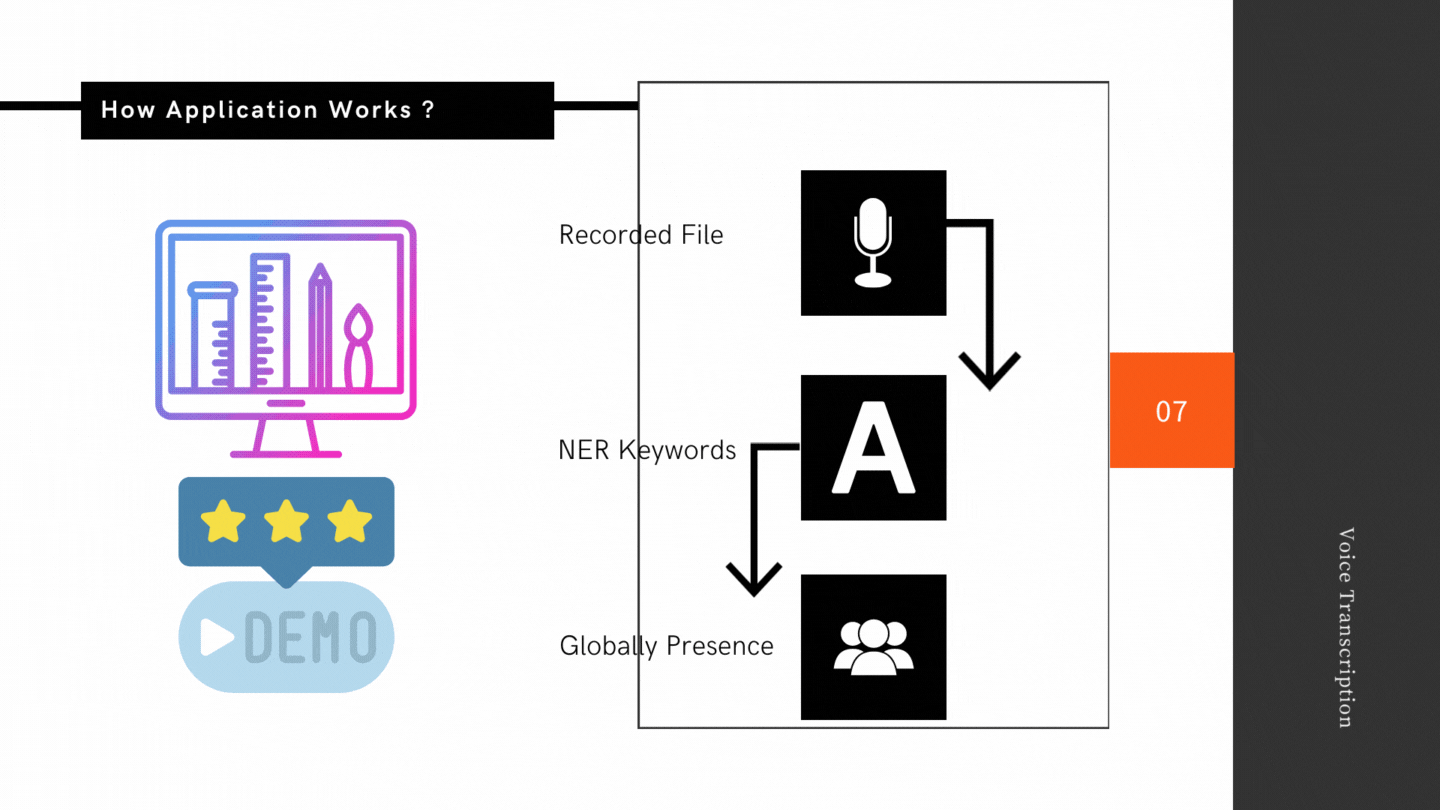 How Application Works ?
Recorded File
NER Keywords
A
Globally Presence
DEMO
07
Voice Transcription